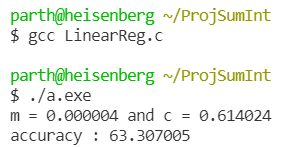 parth@heisenberg ~/ProjSumInt
$ gcc LinearReg.c
parth@heisenberg ~/ProjSumInt
$ ./a.exe
m = 0.000004 and c = 0.614024
accuracy : 63.307005